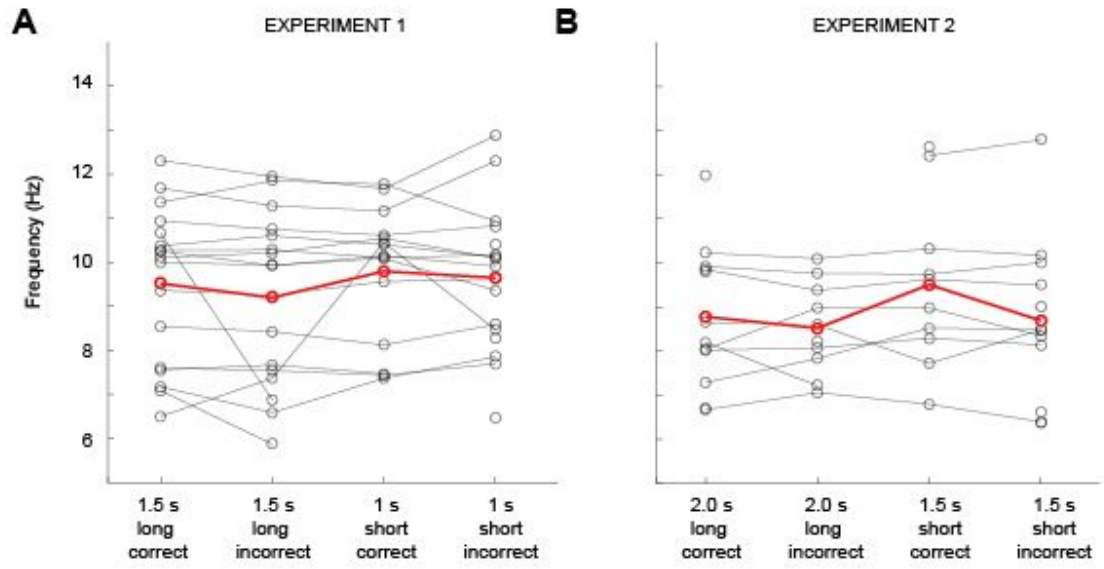 A
EXPERIMENT 1
B
EXPERIMENT 2
Frequency (Hz)
14
12
10
8
6
1.5 s
long
correct
1.5 s
long
incorrect
1 s
short
correct
1 s
short
incorrect
2.0 s
long
correct
2.0 s
long
incorrect
1.5 s
short
correct
1.5 s
short
incorrect